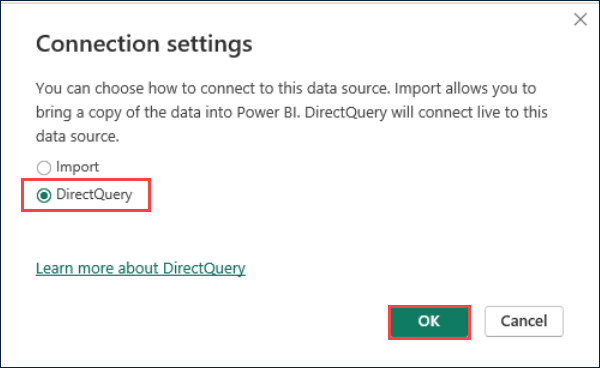 Connection settings
You can choose how to connect to this data source. Import allows you to
bring a copy of the data into Power BI. DirectQuery will connect live to this
data source.
Import
DirectQuery
Learn more about DirectQuery
OK
Cancel